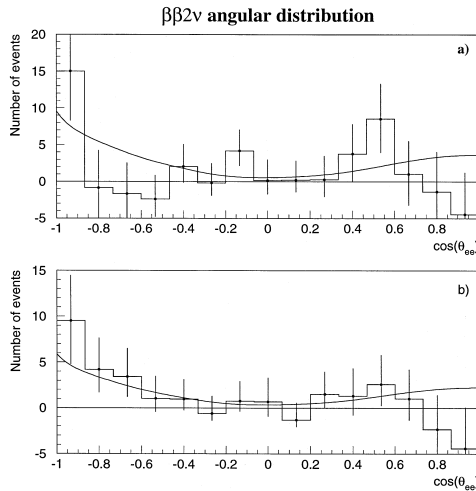 ββ2ν angular distribution
a)
Number of events
20
15
10
5
0
-5
-1 -0.8 -0.6 -0.4 -0.2 0 0.2 0.4 0.6 0.8
cos(θee
b)
Number of events
15
10
5
0
-5
-1 -0.8 -0.6 -0.4 -0.2 0 0.2 0.4 0.6 0.8
cos(θee